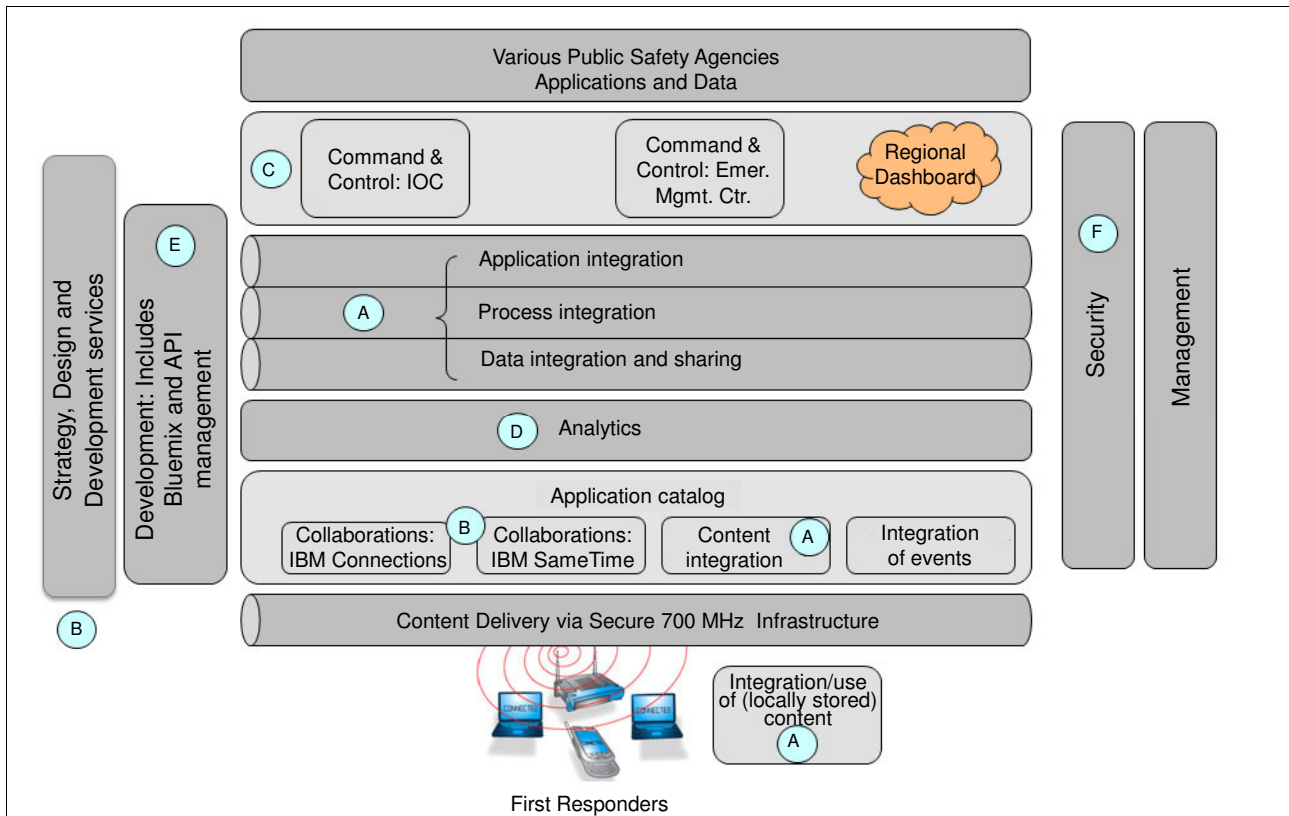 Various Public Safety Agencies
Applications and Data
C
Command &
Control: IOC
Command &
Control: Emer.
Mgmt. Ctr.
Regional
Dashboard
Strategy, Design and
Development services
B
E
Development: Includes
Bluemix and API
management
A
Application integration
Process integration
Data integration and sharing
D
Analytics
Application catalog
Collaborations:
IBM Connections
B
Collaborations:
IBM SameTime
Content
integration
A
Integration
of events
F
Security
Management
Content Delivery via Secure 700 MHz Infrastructure
CONNECTED
CONNECTED
Integration/use
of (locally stored)
content
A
First Responders